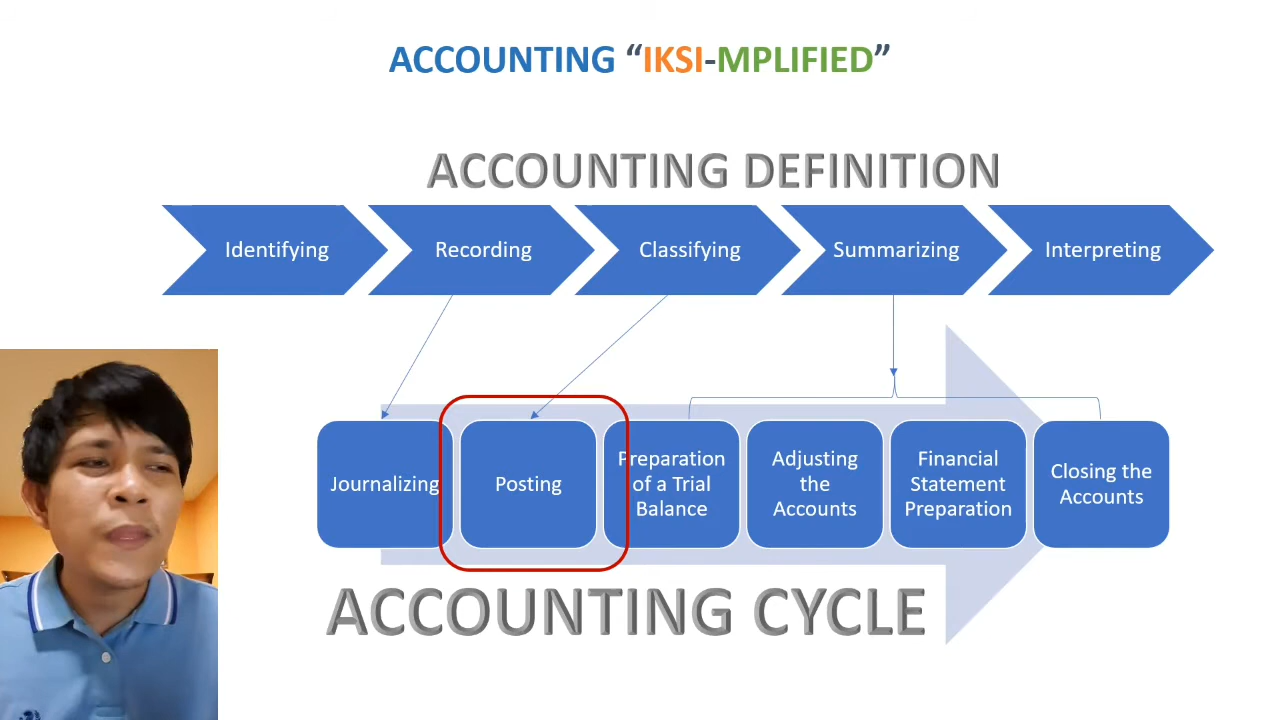 ACCOUNTING “IKSI-MPLIFIED”
ACCOUNTING DEFINITION
Identifying
Recording
Classifying
Summarizing
Interpreting
Journalizing
Posting
Preparation
of a Trial
Balance
Adjusting
the
Accounts
Financial
Statement
Preparation
Closing the
Accounts
ACCOUNTING CYCLE